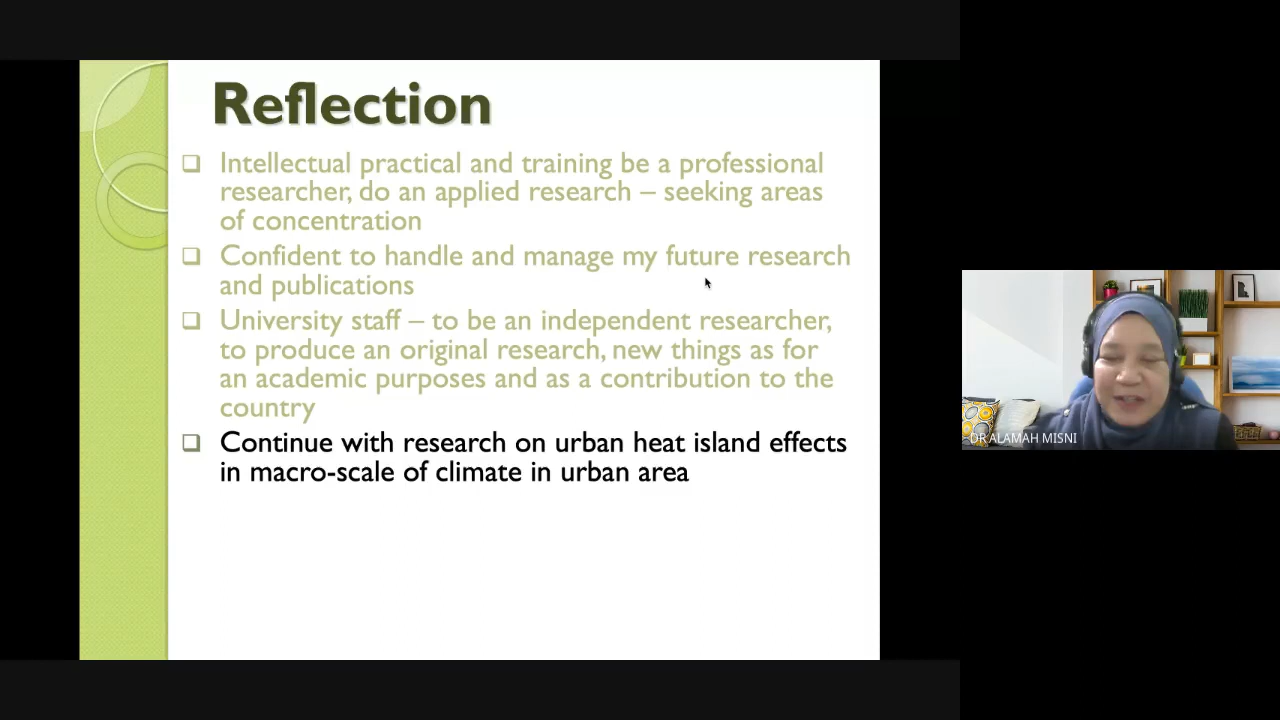 Reflection
Intellectual practical and training be a professional
researcher, do an applied research – seeking areas
of concentration
Confident to handle and manage my future research
and publications
University staff – to be an independent researcher,
to produce an original research, new things as for
an academic purposes and as a contribution to the
country
Continue with research on urban heat island effects
in macro-scale of climate in urban area
DR ALAMAH MISNI